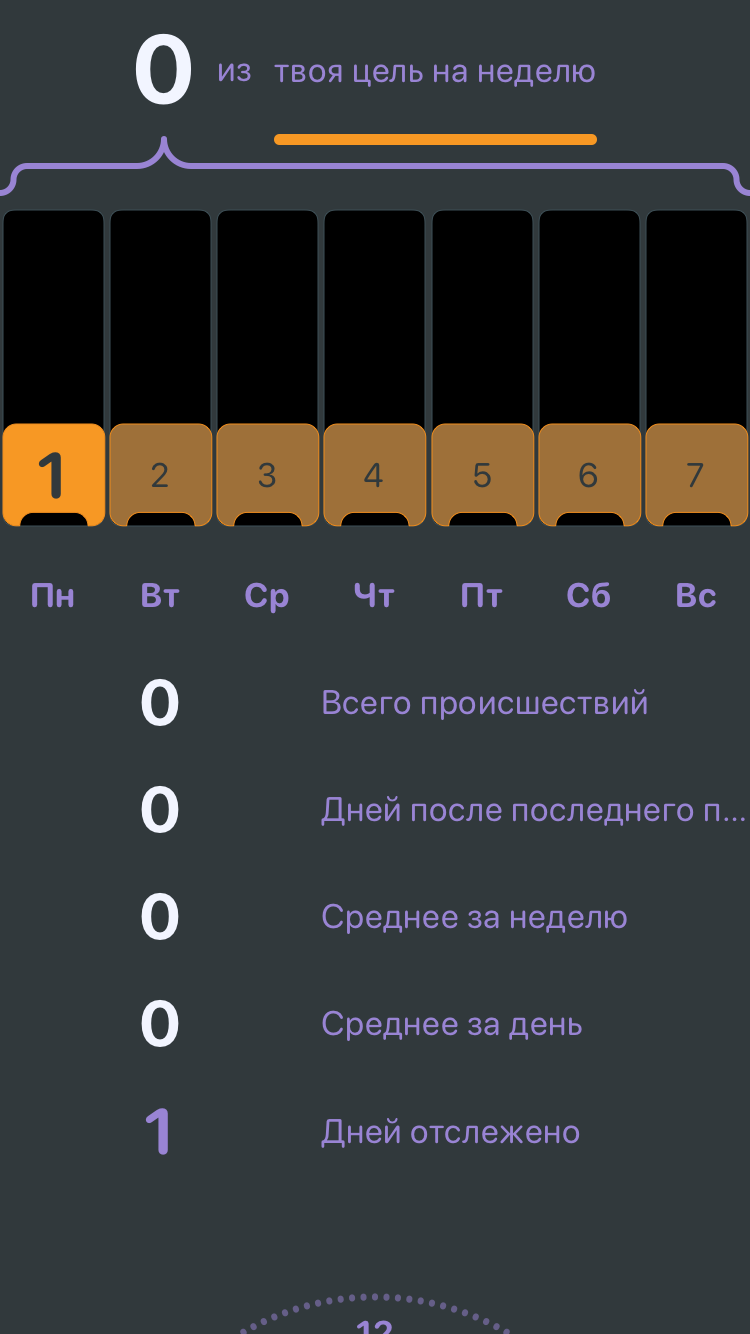 0 из твоя цель на неделю
1 2 3 4 5 6 7
Пн Вт Ср Чт Пт Сб Вс
0 Всего происшествий
0 Дней после последнего п...
0 Среднее за неделю
0 Среднее за день
1 Дней отслежено
12